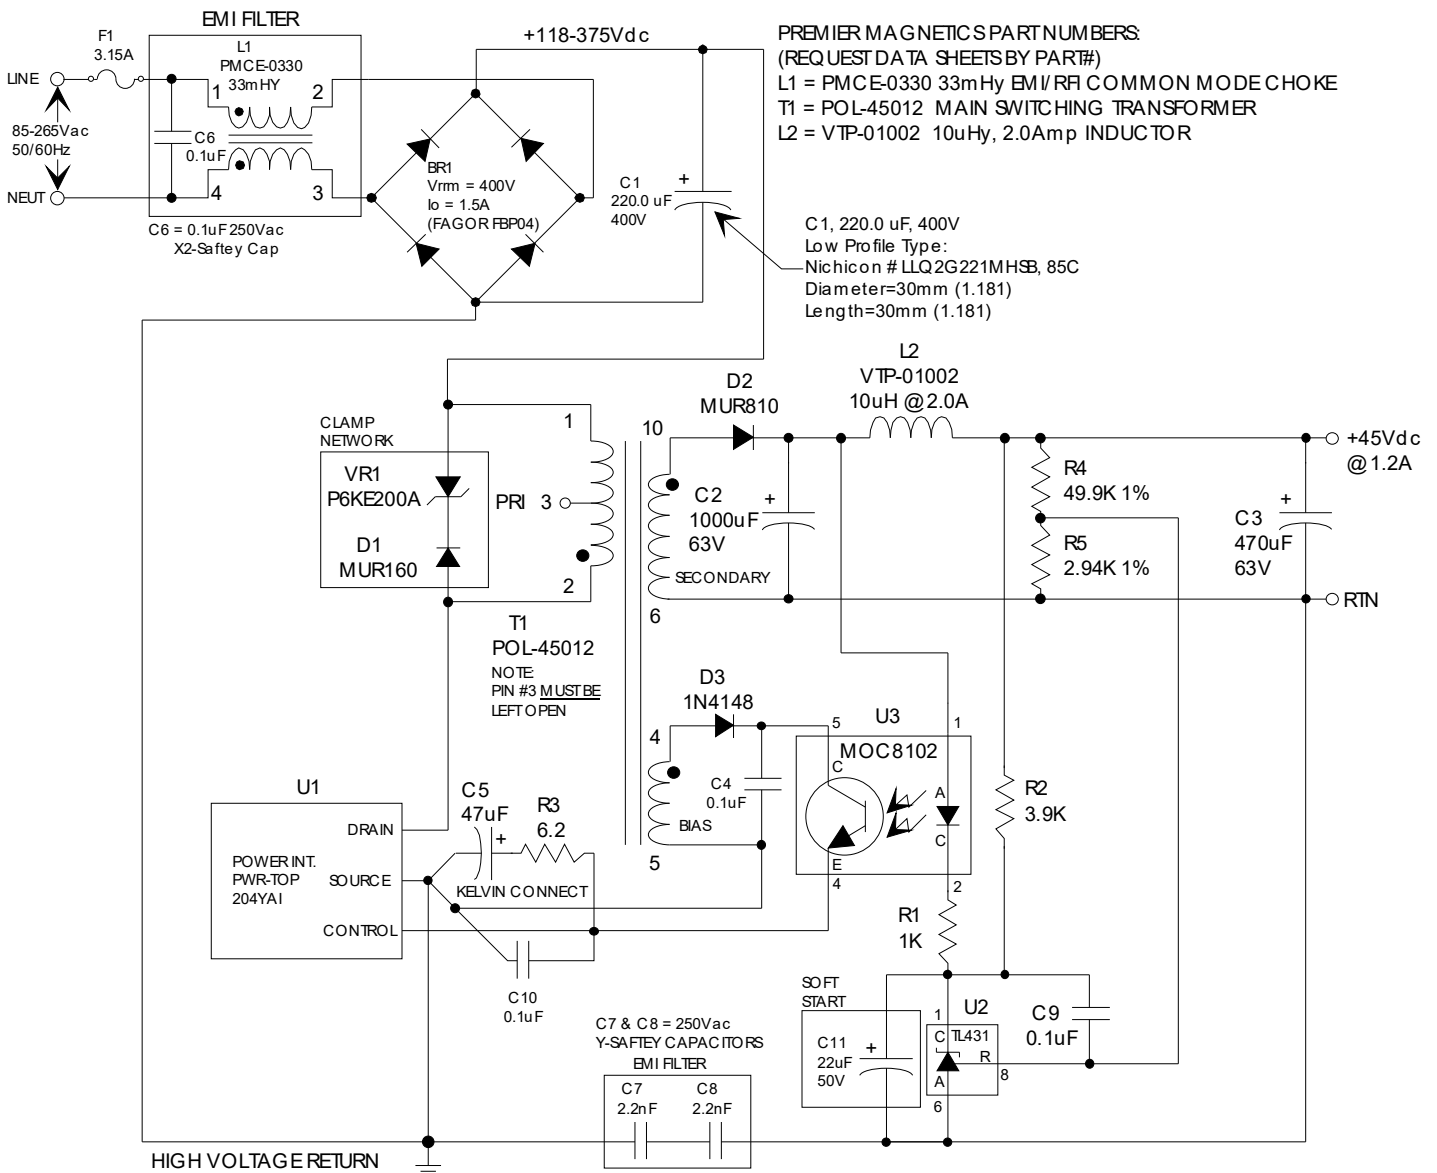 EMI FILTER
F1
3.15A
L1
PMCE-0330
33mHY
LINE
1
2
85-265Vac
50/60Hz
C6
0.1uF
NEUT
4
3
C6 = 0.1uF 250Vac
X2-Saftey Cap
+118-375Vdc
BR1
Vrrm = 400V
Io = 1.5A
(FAGOR FBP04)
C1
220.0 uF
400V
+
PREMIER MAGNETICS PART NUMBERS:
(REQUEST DATA SHEETS BY PART#)
L1 = PMCE-0330 33mHy EMI/RFI COMMON MODE CHOKE
T1 = POL-45012 MAIN SWITCHING TRANSFORMER
L2 = VTP-01002 10uHy, 2.0Amp INDUCTOR
C1, 220.0 uF, 400V
Low Profile Type:
Nichicon # LLQ2G221MHSB, 85C
Diameter=30mm (1.181)
Length=30mm (1.181)
CLAMP
NETWORK
VR1
P6KE200A
D1
MUR160
PRI
1
3
2
T1
POL-45012
NOTE:
PIN #3 MUST BE
LEFT OPEN
10
6
SECONDARY
D2
MUR810
C2
1000uF
63V
+
L2
VTP-01002
10uH @2.0A
R4
49.9K 1%
R5
2.94K 1%
C3
470uF
63V
+
+45Vdc
@1.2A
RTN
D3
1N4148
4
5
BIAS
C4
0.1uF
U3
MOC8102
5
1
C
E
A
C
4
2
R2
3.9K
R1
1K
U1
DRAIN
POWER INT.
PWR-TOP
204YAI
SOURCE
CONTROL
C5
47uF
+
R3
6.2
KELVIN CONNECT
C10
0.1uF
SOFT
START
C11
22uF
50V
+
U2
1
C
TL431
R
8
A
6
C9
0.1uF
C7 & C8 = 250Vac
Y-SAFTEY CAPACITORS
EMI FILTER
C7
2.2nF
C8
2.2nF
HIGH VOLTAGE RETURN